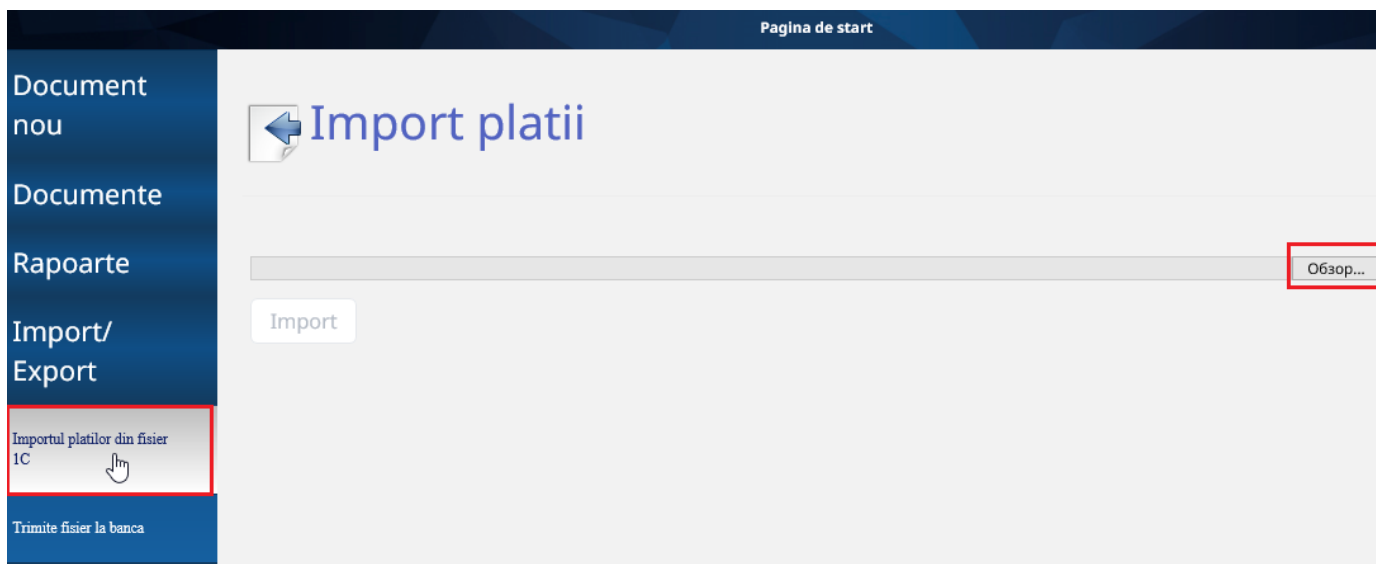 Pagina de start
Document
nou
Documente
Rapoarte
Import/
Export
Importul platilor din fisier
1C
Trimite fisier la banca
Import platii
Обзор...
Import